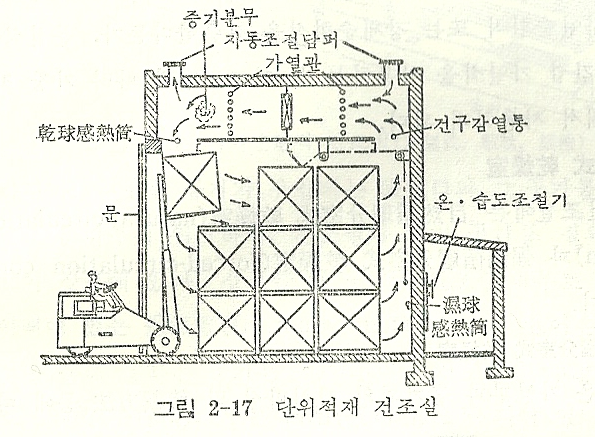 증기분무
자동조절담퍼
가열관
乾球感熱筒
건구감열통
문
온·습도조절기
濕球
感熱筒
그림 2-17 단위적재 건조실